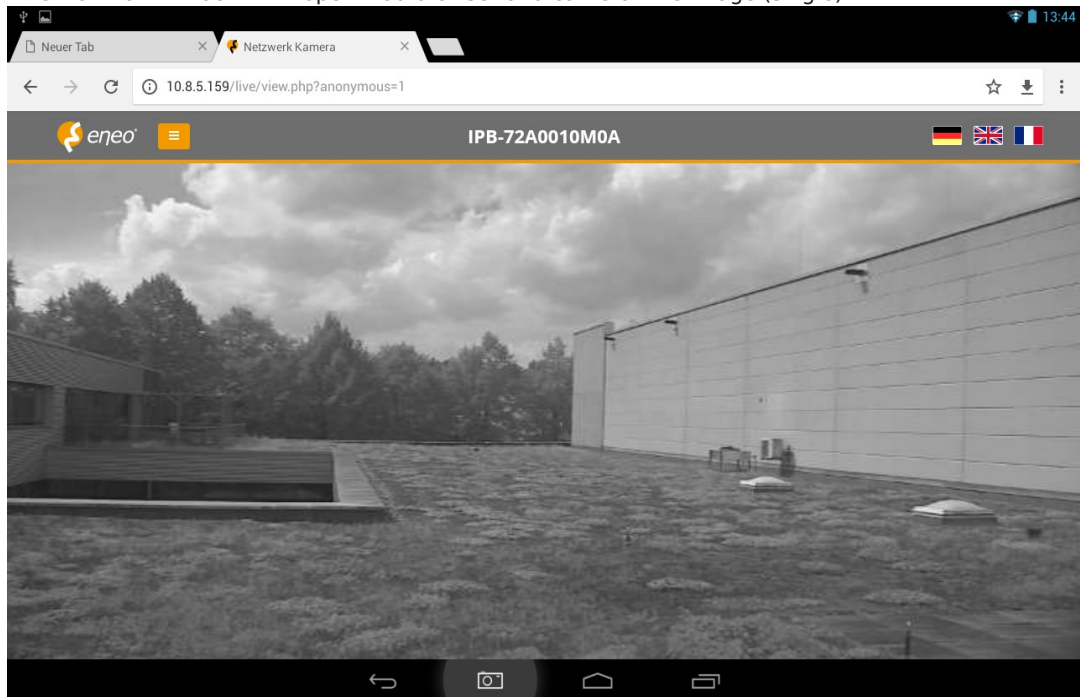 13:44
Neuer Tab
Netzwerk Kamera
10.8.5.159/live/view.php?anonymous=1
eneo
IPB-72A0010M0A